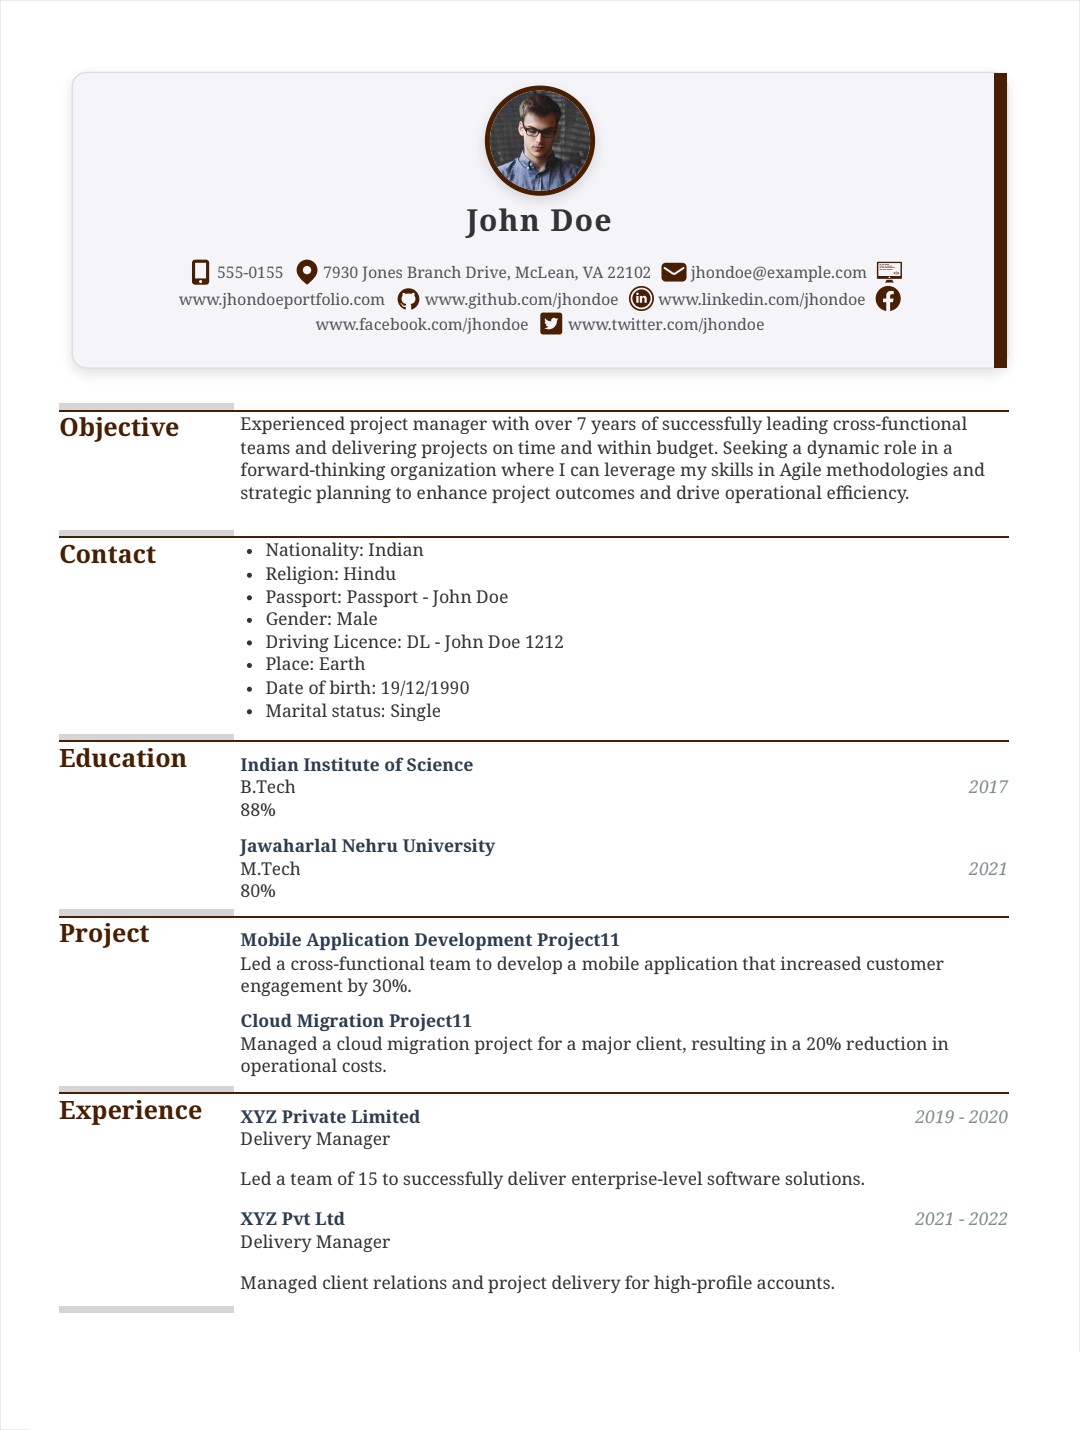 John Doe
555-0155 7930 Jones Branch Drive, McLean, VA 22102 jhondoe@example.com
www.jhondoeportfolio.com www.github.com/jhondoe www.linkedin.com/jhondoe
www.facebook.com/jhondoe www.twitter.com/jhondoe
Objective
Experienced project manager with over 7 years of successfully leading cross-functional
teams and delivering projects on time and within budget. Seeking a dynamic role in a
forward-thinking organization where I can leverage my skills in Agile methodologies and
strategic planning to enhance project outcomes and drive operational efficiency.
Contact
• Nationality: Indian
• Religion: Hindu
• Passport: Passport - John Doe
• Gender: Male
• Driving Licence: DL - John Doe 1212
• Place: Earth
• Date of birth: 19/12/1990
• Marital status: Single
Education
Indian Institute of Science
B.Tech 2017
88%
Jawaharlal Nehru University
M.Tech 2021
80%
Project
Mobile Application Development Project11
Led a cross-functional team to develop a mobile application that increased customer
engagement by 30%.
Cloud Migration Project11
Managed a cloud migration project for a major client, resulting in a 20% reduction in
operational costs.
Experience
XYZ Private Limited 2019 - 2020
Delivery Manager
Led a team of 15 to successfully deliver enterprise-level software solutions.
XYZ Pvt Ltd 2021 - 2022
Delivery Manager
Managed client relations and project delivery for high-profile accounts.